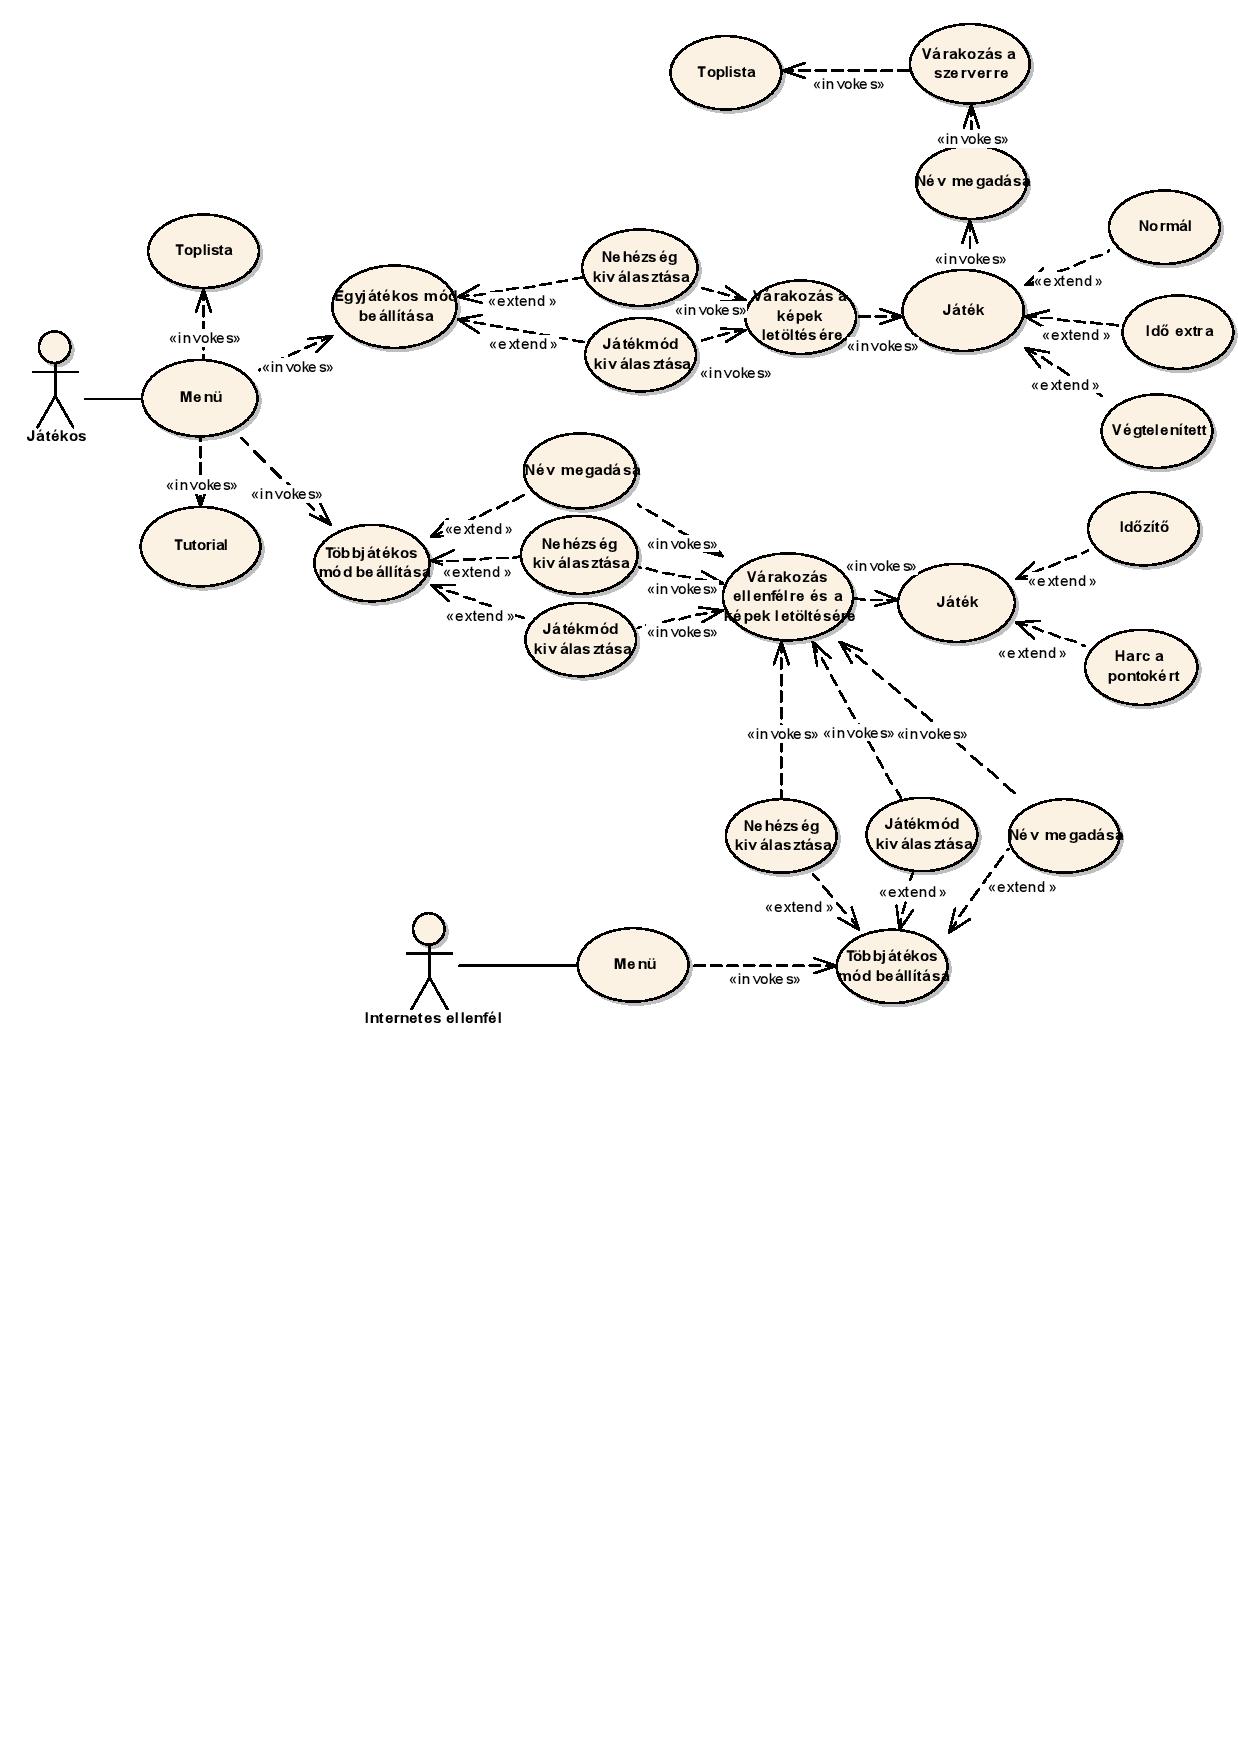 Várakozás a
szerverre
Toplista
«invokes»
«invokes»
Név megadása
Normál
Toplista
Nehézség
kiválasztása
«invokes»
«extend»
Egyjátékos mód
beállítása
«extend»
«invokes»
Várakozás a
képek
letöltésére
Játék
Idő extra
«extend»
«invokes»
«extend»
Játékmód
kiválasztása
«invokes»
«invokes»
«invokes»
«extend»
Menü
Játékos
Végtelenített
Név megadása
«invokes»
«invokes»
«extend»
Időzítő
Tutorial
Többjátékos
mód beállítása
Nehézség
kiválasztása
«invokes»
«extend»
«invokes»
Várakozás
ellenfélre és a
képek letöltésére
«invokes»
Játék
«extend»
«extend»
Játékmód
kiválasztása
«invokes»
«extend»
Harc a
pontokért
«invokes»
«invokes»
«invokes»
Nehézség
kiválasztása
Játékmód
kiválasztása
Név megadása
«extend»
«extend»
«extend»
Menü
«invokes»
Többjátékos
mód beállítása
Internetes ellenfél